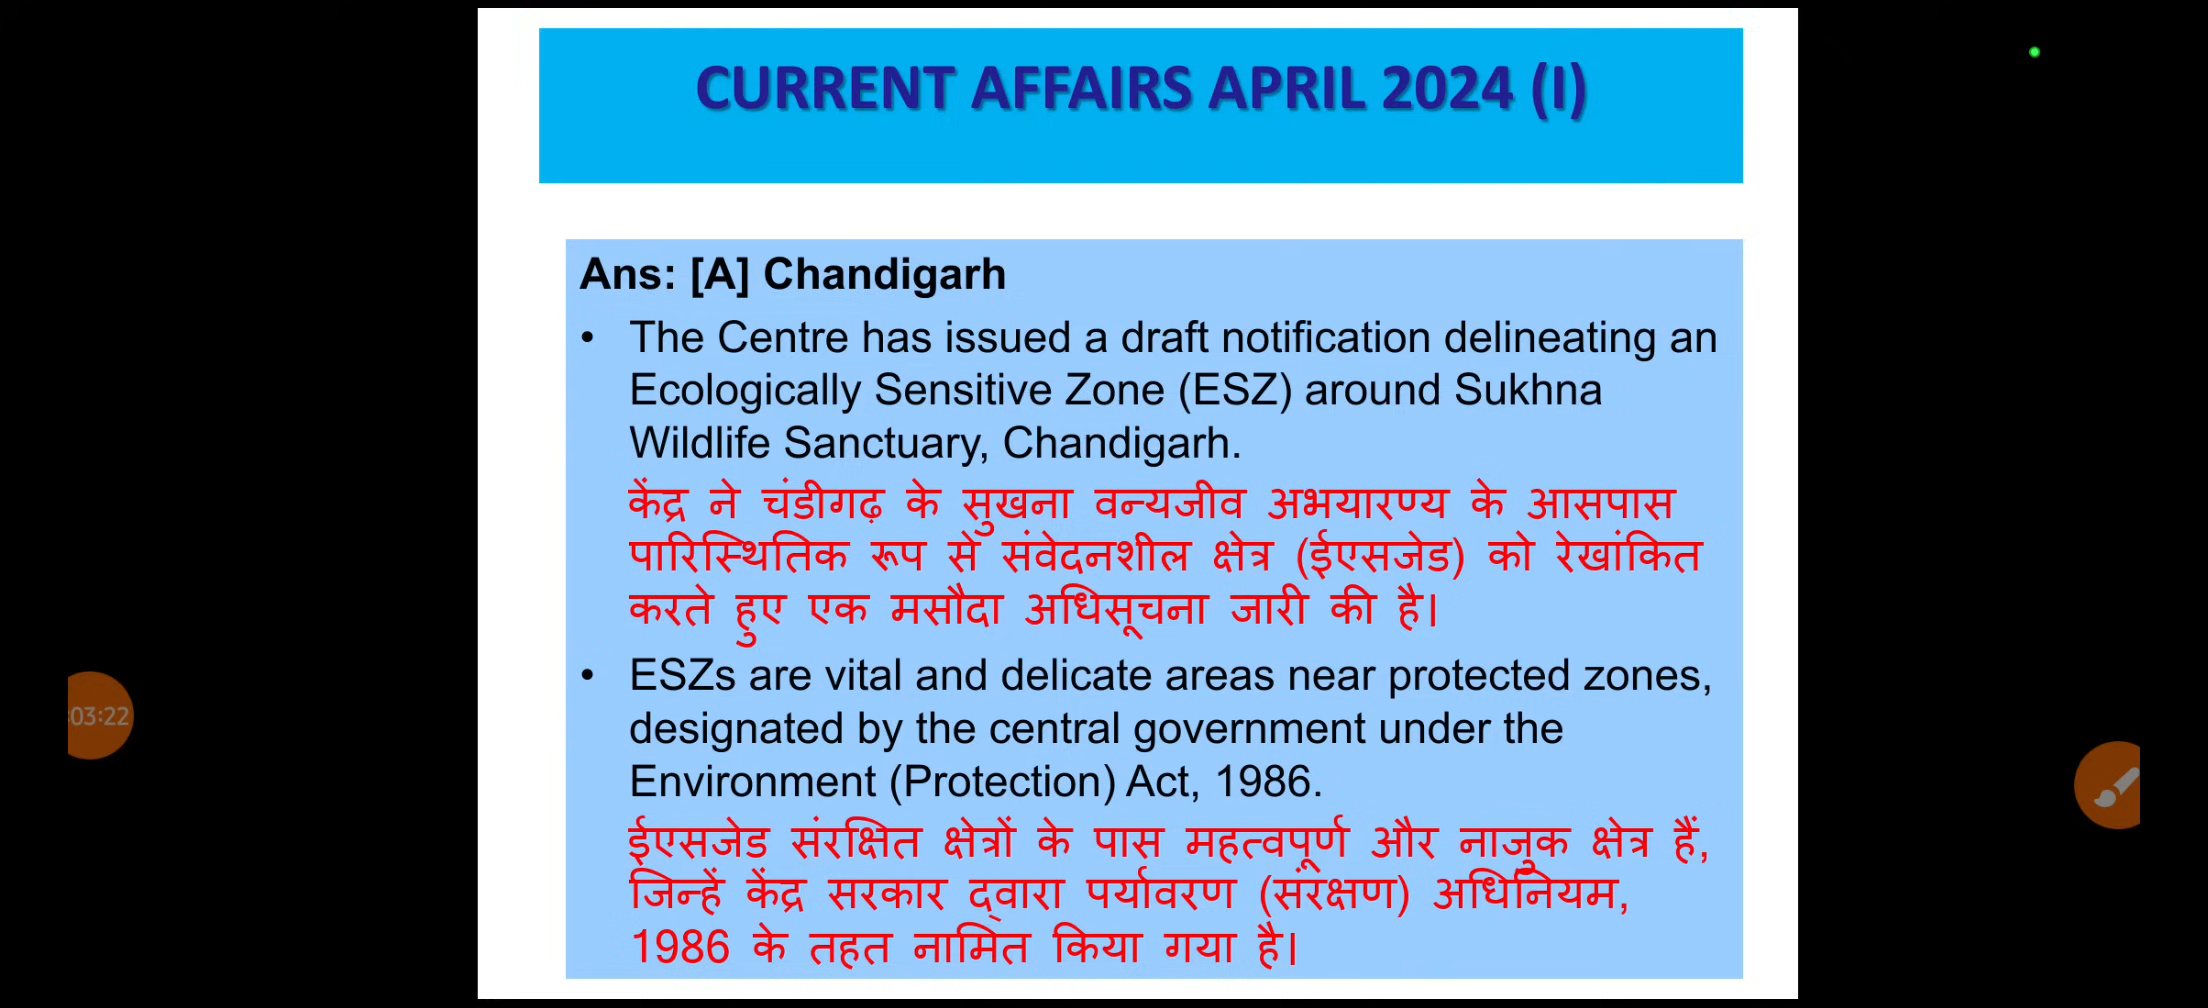 CURRENT AFFAIRS APRIL 2024 (I)
Ans: [A] Chandigarh
• The Centre has issued a draft notification delineating an
Ecologically Sensitive Zone (ESZ) around Sukhna
Wildlife Sanctuary, Chandigarh.
केंद्र ने चंडीगढ़ के सुखना वन्यजीव अभयारण्य के आसपास
पारिस्थितिक रूप से संवेदनशील क्षेत्र (ईएसजेड) को रेखांकित
करते हुए एक मसौदा अधिसूचना जारी की है।
• ESZs are vital and delicate areas near protected zones,
designated by the central government under the
Environment (Protection) Act, 1986.
ईएसजेड संरक्षित क्षेत्रों के पास महत्वपूर्ण और नाजुक क्षेत्र हैं,
जिन्हें केंद्र सरकार द्वारा पर्यावरण (संरक्षण) अधिनियम,
1986 के तहत नामित किया गया है।
:03:22